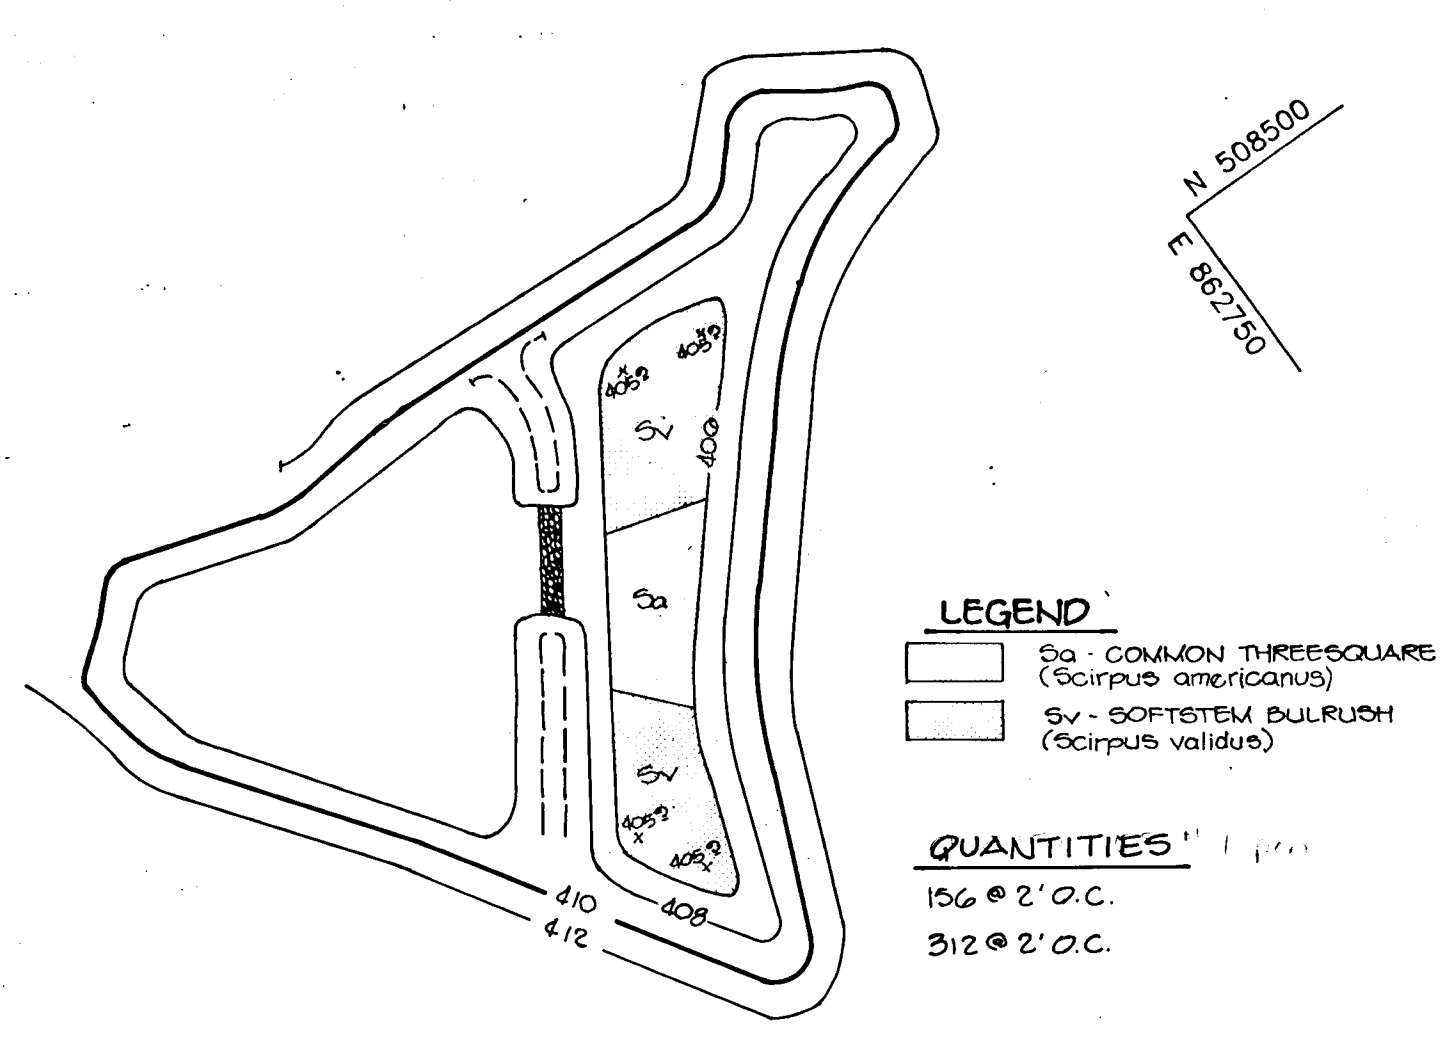 N 508500
E 862750
405.?
405.?
Sv
Sa
Sv
405.?
405.?
408
410
412
LEGEND
Sa - COMMON THREESQUARE
(Scirpus americanus)
Sv - SOFTSTEM BULRUSH
(Scirpus validus)
QUANTITIES
156 @ 2' O.C.
312 @ 2' O.C.